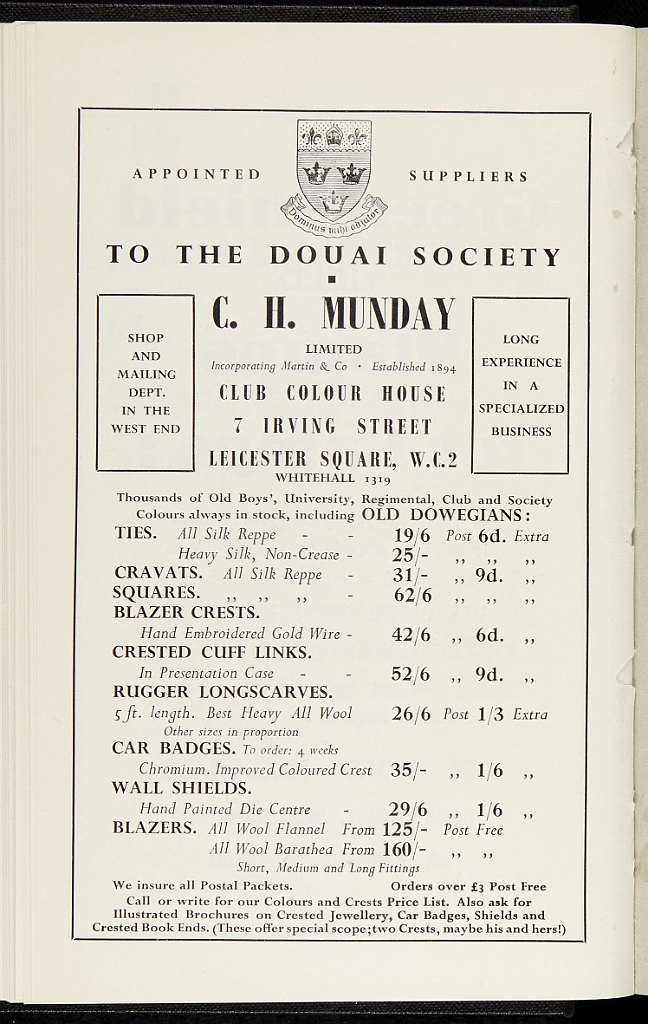 APPOINTED SUPPLIERS
Dominus mihi adjutor
TO THE DOUAI SOCIETY
C. H. MUNDAY
LIMITED
Incorporating Martin & Co · Established 1894
CLUB COLOUR HOUSE
7 IRVING STREET
LEICESTER SQUARE, W.C.2
WHITEHALL 1319
SHOP
AND
MAILING
DEPT.
IN THE
WEST END
LONG
EXPERIENCE
IN A
SPECIALIZED
BUSINESS
Thousands of Old Boys', University, Regimental, Club and Society
Colours always in stock, including OLD DOWEGIANS:
TIES. All Silk Reppe - - 19/6 Post 6d. Extra
Heavy Silk, Non-Crease - 25/- ,, ,, ,,
CRAVATS. All Silk Reppe - 31/- ,, 9d. ,,
SQUARES. ,, ,, ,, - 62/6 ,, ,, ,,
BLAZER CRESTS.
Hand Embroidered Gold Wire - 42/6 ,, 6d. ,,
CRESTED CUFF LINKS.
In Presentation Case - - 52/6 ,, 9d. ,,
RUGGER LONGSCARVES.
5 ft. length. Best Heavy All Wool 26/6 Post 1/3 Extra
Other sizes in proportion
CAR BADGES. To order: 4 weeks
Chromium. Improved Coloured Crest 35/- ,, 1/6 ,,
WALL SHIELDS.
Hand Painted Die Centre - 29/6 ,, 1/6 ,,
BLAZERS. All Wool Flannel From 125/- Post Free
All Wool Barathea From 160/- ,, ,,
Short, Medium and Long Fittings
We insure all Postal Packets. Orders over £3 Post Free
Call or write for our Colours and Crests Price List. Also ask for
Illustrated Brochures on Crested Jewellery, Car Badges, Shields and
Crested Book Ends. (These offer special scope;two Crests, maybe his and hers!)